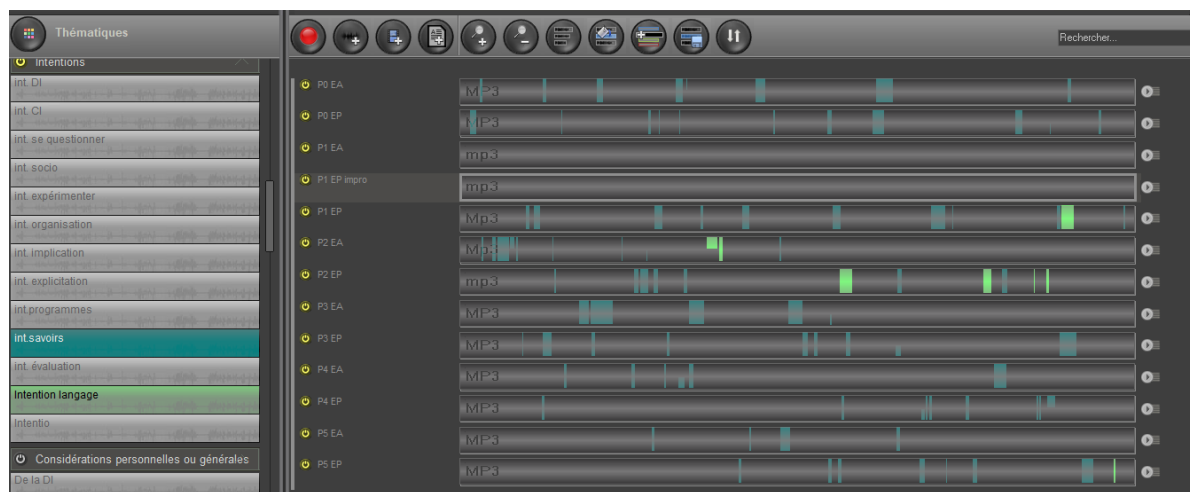 Thématiques
Rechercher...
Intentions
int. DI
int. CI
int. se questionner
int. socio
int. expérimenter
int. organisation
int. implication
int. explicitation
int.programmes
int.savoirs
int. évaluation
Intention langage
Intentio
Considérations personnelles ou générales
De la DI
P0 EA MP3
P0 EP MP3
P1 EA mp3
P1 EP impro mp3
P1 EP Mp3
P2 EA Mp3
P2 EP mp3
P3 EA MP3
P3 EP MP3
P4 EA MP3
P4 EP MP3
P5 EA MP3
P5 EP MP3